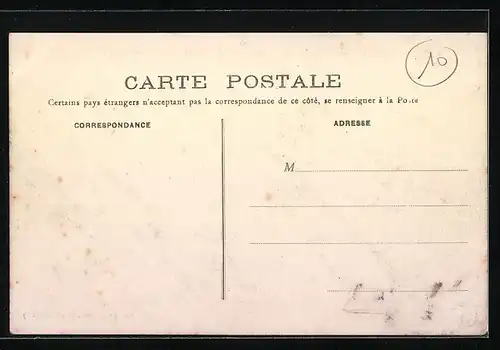 10
CARTE POSTALE
Certains pays étrangers n'acceptant pas la correspondance de ce côté, se renseigner à la Poste
CORRESPONDANCE
ADRESSE
M